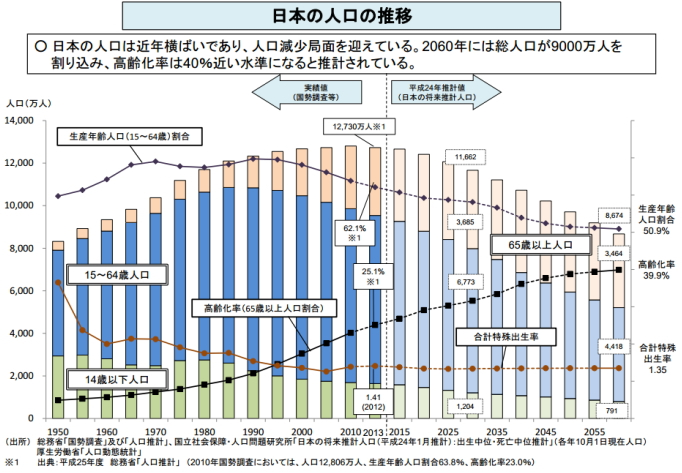 日本の人口の推移
○ 日本の人口は近年横ばいであり、人口減少局面を迎えている。2060年には総人口が9000万人を
割り込み、高齢化率は40%近い水準になると推計されている。
実績値
(国勢調査等)
平成24年推計値
(日本の将来推計人口)
人口(万人)
14,000
12,000
10,000
8,000
6,000
4,000
2,000
0
生産年齢人口(15~64歳)割合
12,730万人※1
11,662
8,674
生産年齢
人口割合
50.9%
62.1%
※1
3,685
65歳以上人口
3,464
高齢化率
39.9%
15~64歳人口
25.1%
※1
6,773
高齢化率(65歳以上人口割合)
合計特殊出生率
4,418
合計特殊
出生率
1.35
14歳以下人口
1.41
(2012)
1,204
791
1950 1960 1970 1980 1990 2000 2010 2013 2015 2025 2035 2045 2055
(出所) 総務省「国勢調査」及び「人口推計」、国立社会保障・人口問題研究所「日本の将来推計人口(平成24年1月推計):出生中位・死亡中位推計」(各年10月1日現在人口)
厚生労働省「人口動態統計」
※1 出典:平成25年度 総務省「人口推計」 (2010年国勢調査においては、人口12,806万人、生産年齢人口割合63.8%、高齢化率23.0%)